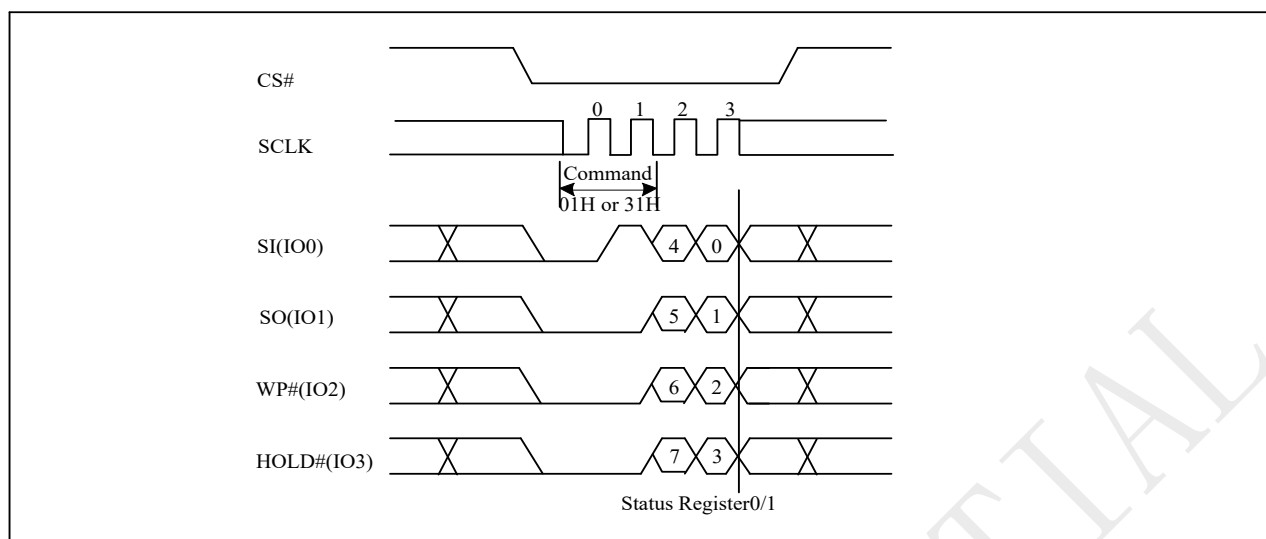 CS#
0 1 2 3
SCLK
Command
01H or 31H
SI(IO0) 4 0
SO(IO1) 5 1
WP#(IO2) 6 2
HOLD#(IO3) 7 3
Status Register0/1
TIAL